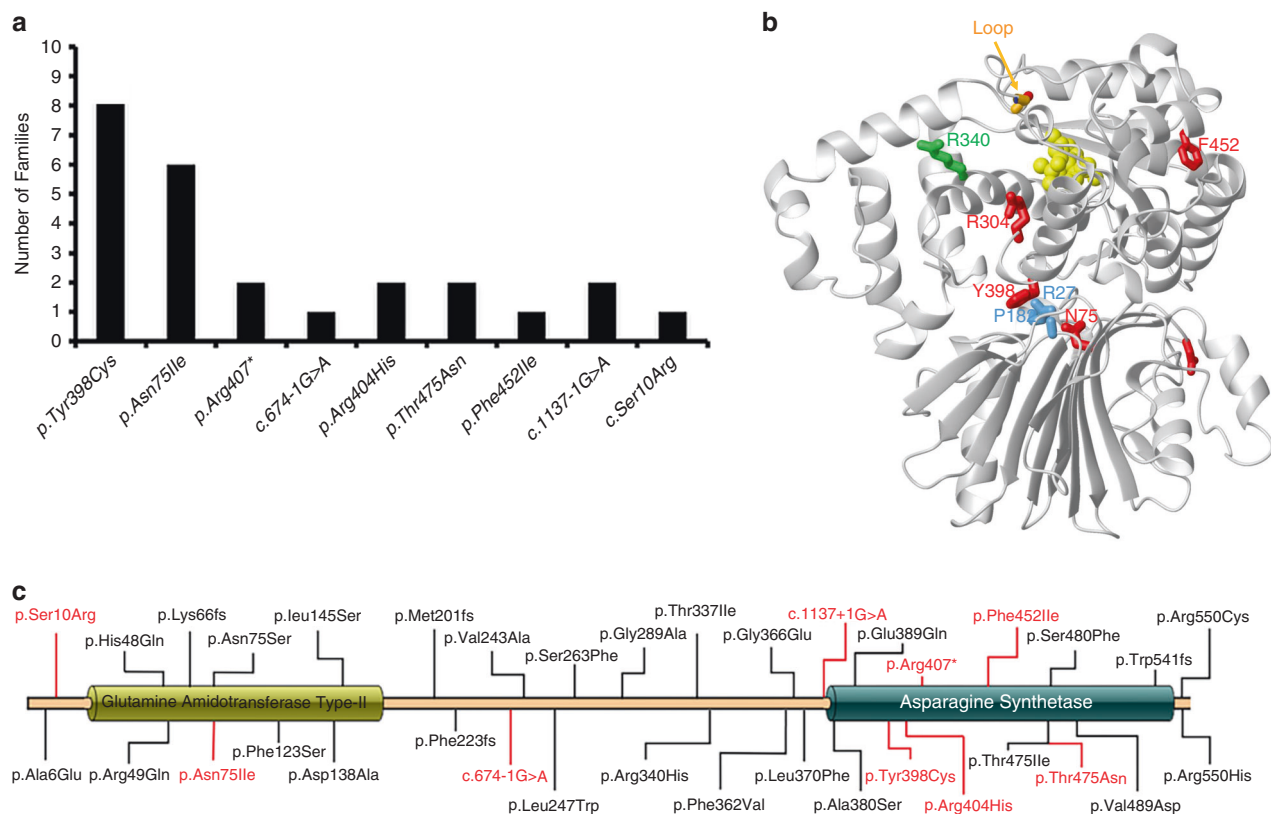 a
10
9
8
7
6
5
4
3
2
1
0
Number of Families
p.Tyr398Cys
p.Asn75Ile
p.Arg407*
c.674-1G>A
p.Arg404His
p.Thr475Asn
p.Phe452Ile
c.1137-1G>A
c.Ser10Arg
b
Loop
R340
F452
R304
Y398
R27
P182
N75
c
p.Ser10Arg
p.His48Gln
p.Lys66fs
p.Asn75Ser
p.Ieu145Ser
p.Met201fs
p.Val243Ala
p.Ser263Phe
p.Gly289Ala
p.Thr337Ile
p.Gly366Glu
c.1137+1G>A
p.Glu389Gln
p.Arg407*
p.Phe452Ile
p.Ser480Phe
p.Trp541fs
p.Arg550Cys
Glutamine Amidotransferase Type-II
Asparagine Synthetase
p.Ala6Glu
p.Arg49Gln
p.Asn75Ile
p.Phe123Ser
p.Asp138Ala
p.Phe223fs
c.674-1G>A
p.Leu247Trp
p.Arg340His
p.Phe362Val
p.Leu370Phe
p.Ala380Ser
p.Tyr398Cys
p.Arg404His
p.Thr475Ile
p.Thr475Asn
p.Val489Asp
p.Arg550His